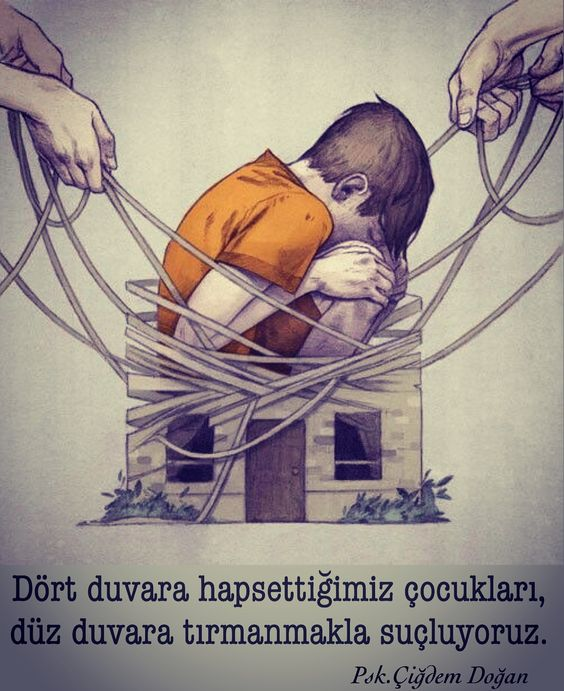 Dört duvara hapsettiğimiz çocukları,
düz duvara tırmanmakla suçluyoruz.
Psk.Çiğdem Doğan